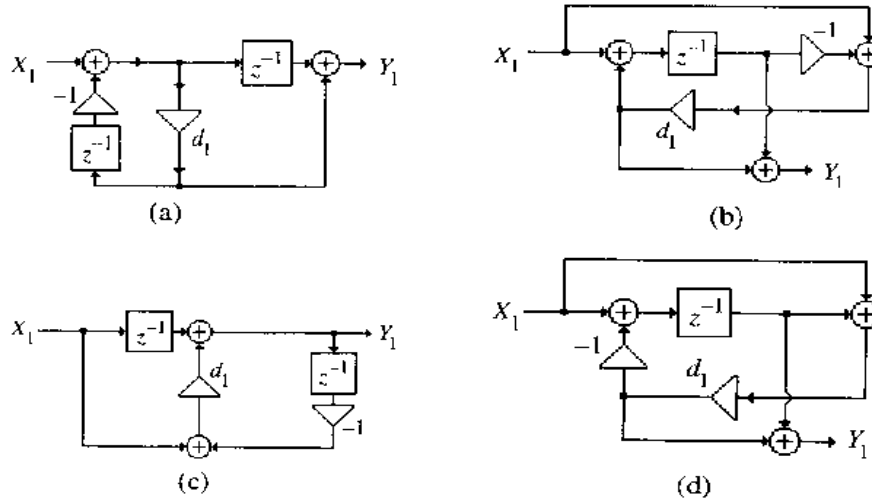 X₁ + z⁻¹ + Y₁
-1 d₁
z⁻¹
(a)
X₁ + z⁻¹ -1 +
d₁
+ Y₁
(b)
X₁ z⁻¹ + Y₁
d₁ z⁻¹
+ -1
(c)
X₁ + z⁻¹ +
-1 d₁
+ Y₁
(d)